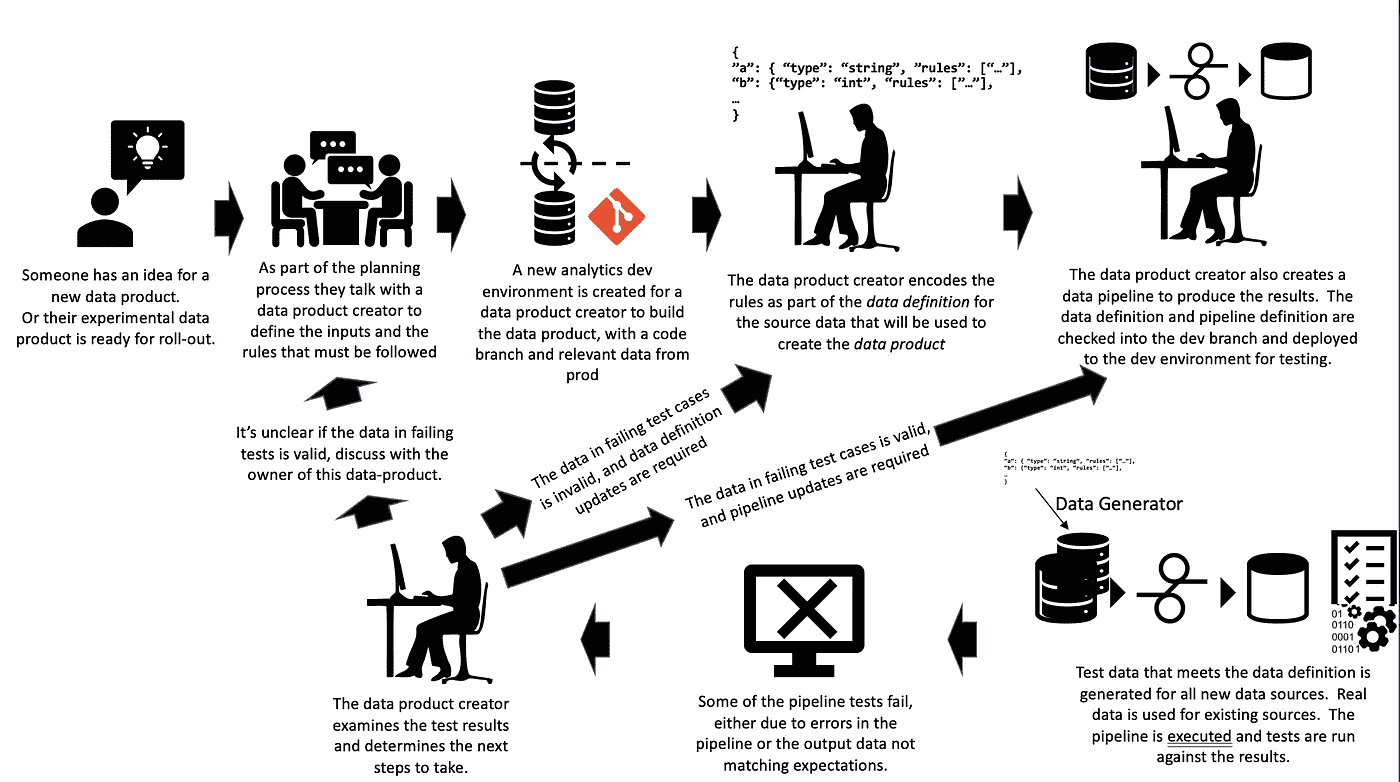 {
”a”: { “type”: “string”, ”rules”: [“…”],
“b”: {“type”: “int”, “rules”: [”…”],
…
}
Someone has an idea for a
new data product.
Or their experimental data
product is ready for roll-out.
As part of the planning
process they talk with a
data product creator to
define the inputs and the
rules that must be followed
A new analytics dev
environment is created for a
data product creator to build
the data product, with a code
branch and relevant data from
prod
The data product creator encodes the
rules as part of the data definition for
the source data that will be used to
create the data product
The data product creator also creates a
data pipeline to produce the results.  The
data definition and pipeline definition are
checked into the dev branch and deployed
to the dev environment for testing.
It’s unclear if the data in failing
tests is valid, discuss with the
owner of this data-product.
The data in failing test cases
is invalid, and data definition
updates are required
The data in failing test cases is valid,
and pipeline updates are required
{
“a”: { “type”: “string”, “rules”: [“…”],
“b”: {“type”: “int”, “rules”: [“…”],
…
}
Data Generator
01
0110
0001
0110 1
Test data that meets the data definition is
generated for all new data sources.  Real
data is used for existing sources.  The
pipeline is executed and tests are run
against the results.
Some of the pipeline tests fail,
either due to errors in the
pipeline or the output data not
matching expectations.
The data product creator
examines the test results
and determines the next
steps to take.